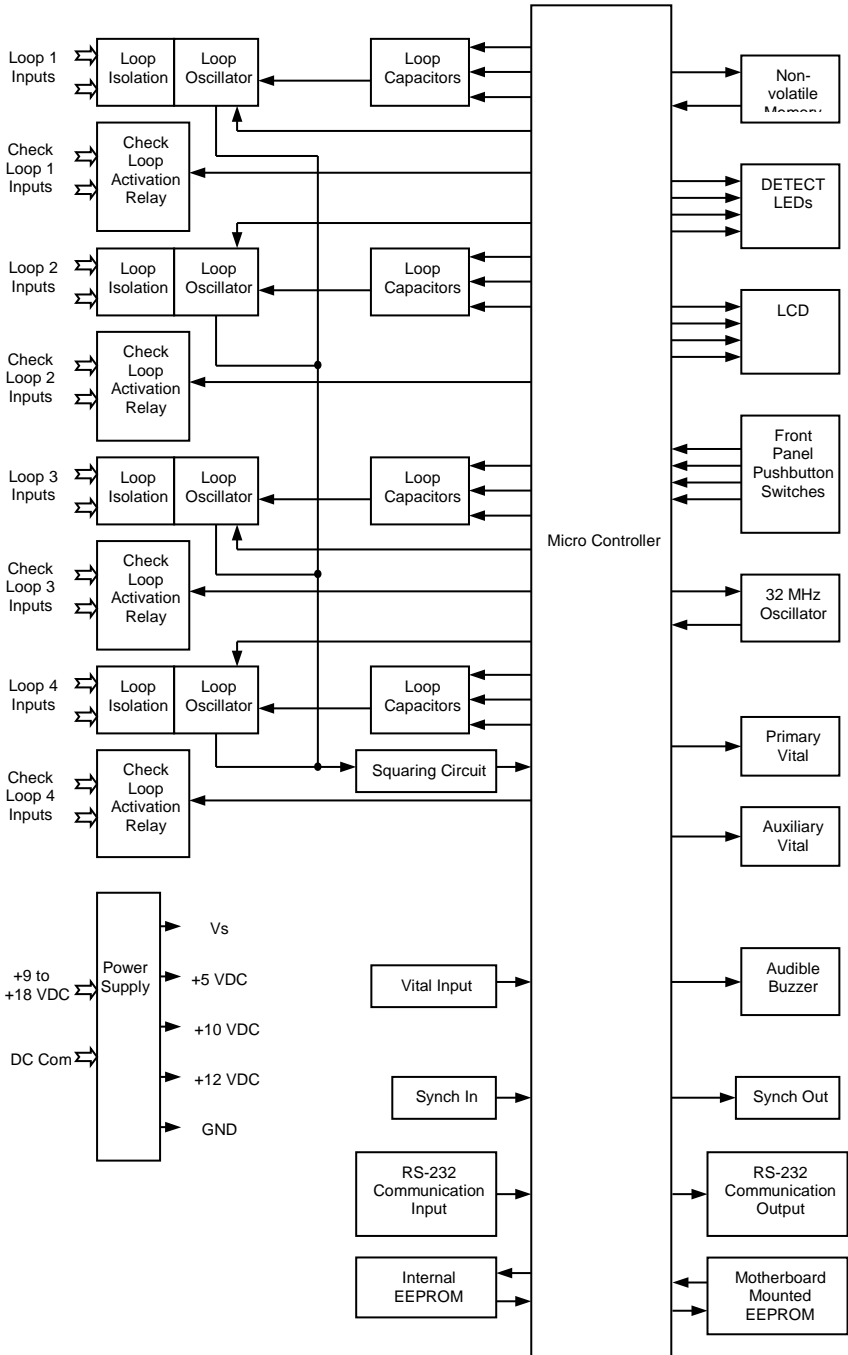 Loop 1
Inputs
Loop
Isolation
Loop
Oscillator
Loop
Capacitors
Non-
volatile
Memory
Check
Loop 1
Inputs
Check
Loop
Activation
Relay
DETECT
LEDs
Loop 2
Inputs
Loop
Isolation
Loop
Oscillator
Loop
Capacitors
LCD
Check
Loop 2
Inputs
Check
Loop
Activation
Relay
Front
Panel
Pushbutton
Switches
Loop 3
Inputs
Loop
Isolation
Loop
Oscillator
Loop
Capacitors
Micro Controller
Check
Loop 3
Inputs
Check
Loop
Activation
Relay
32 MHz
Oscillator
Loop 4
Inputs
Loop
Isolation
Loop
Oscillator
Loop
Capacitors
Primary
Vital
Squaring Circuit
Check
Loop 4
Inputs
Check
Loop
Activation
Relay
Auxiliary
Vital
+9 to
+18 VDC
DC Com
Power
Supply
Vs
+5 VDC
+10 VDC
+12 VDC
GND
Vital Input
Audible
Buzzer
Synch In
Synch Out
RS-232
Communication
Input
RS-232
Communication
Output
Internal
EEPROM
Motherboard
Mounted
EEPROM